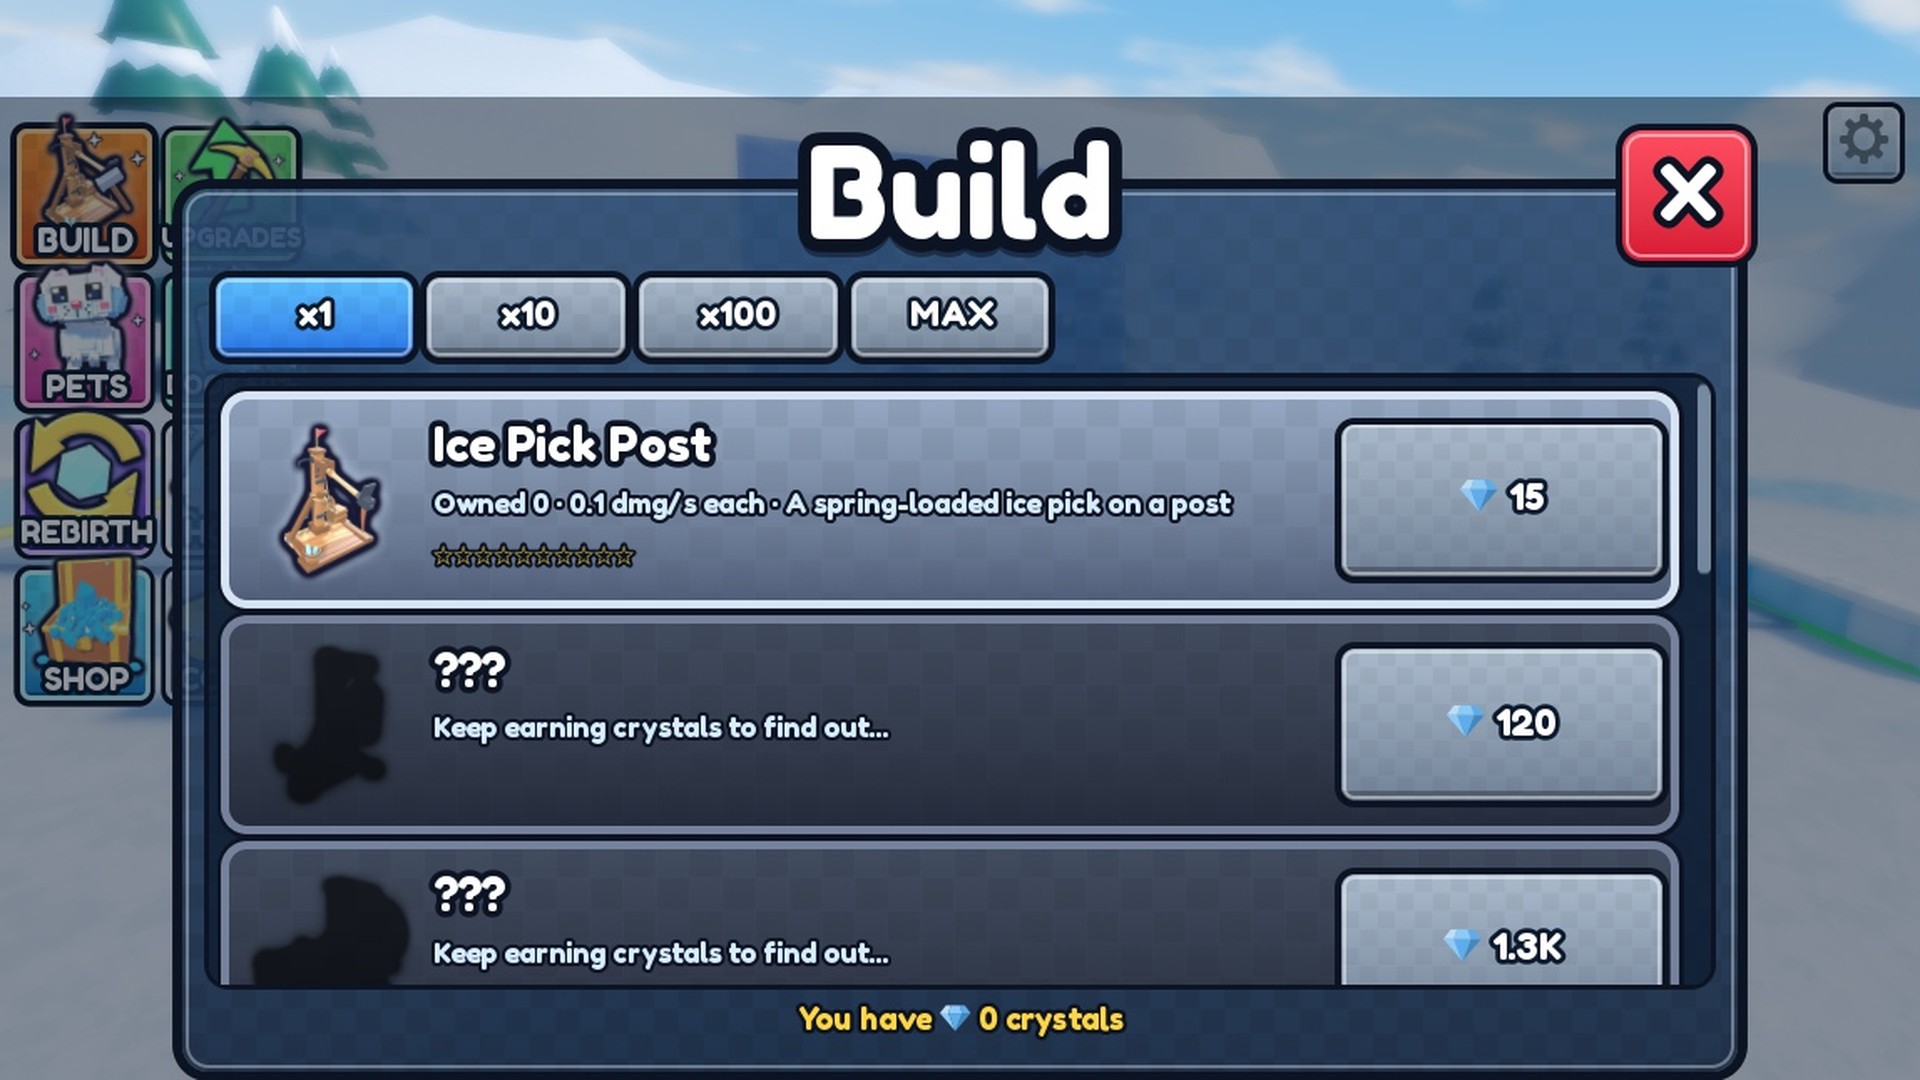 Build
BUILD
UPGRADES
PETS
REBIRTH
SHOP
x1
x10
x100
MAX
Ice Pick Post
Owned 0 · 0.1 dmg/s each · A spring-loaded ice pick on a post
☆☆☆☆☆☆☆☆☆☆
15
???
Keep earning crystals to find out...
120
???
Keep earning crystals to find out...
1.3K
You have 0 crystals